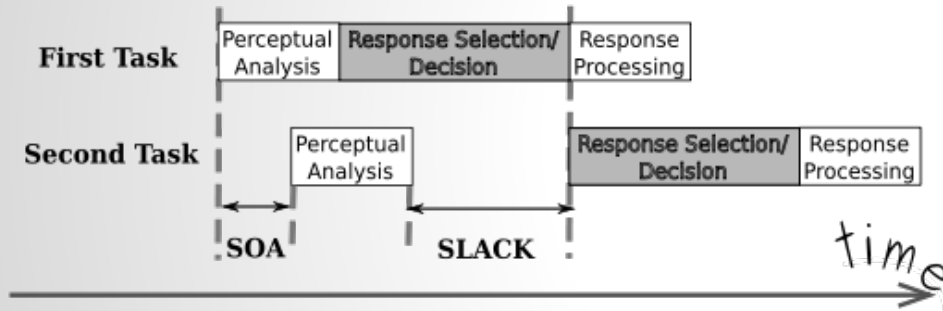 First Task
Perceptual
Analysis
Response Selection/
Decision
Response
Processing
Second Task
Perceptual
Analysis
Response Selection/
Decision
Response
Processing
SOA
SLACK
time